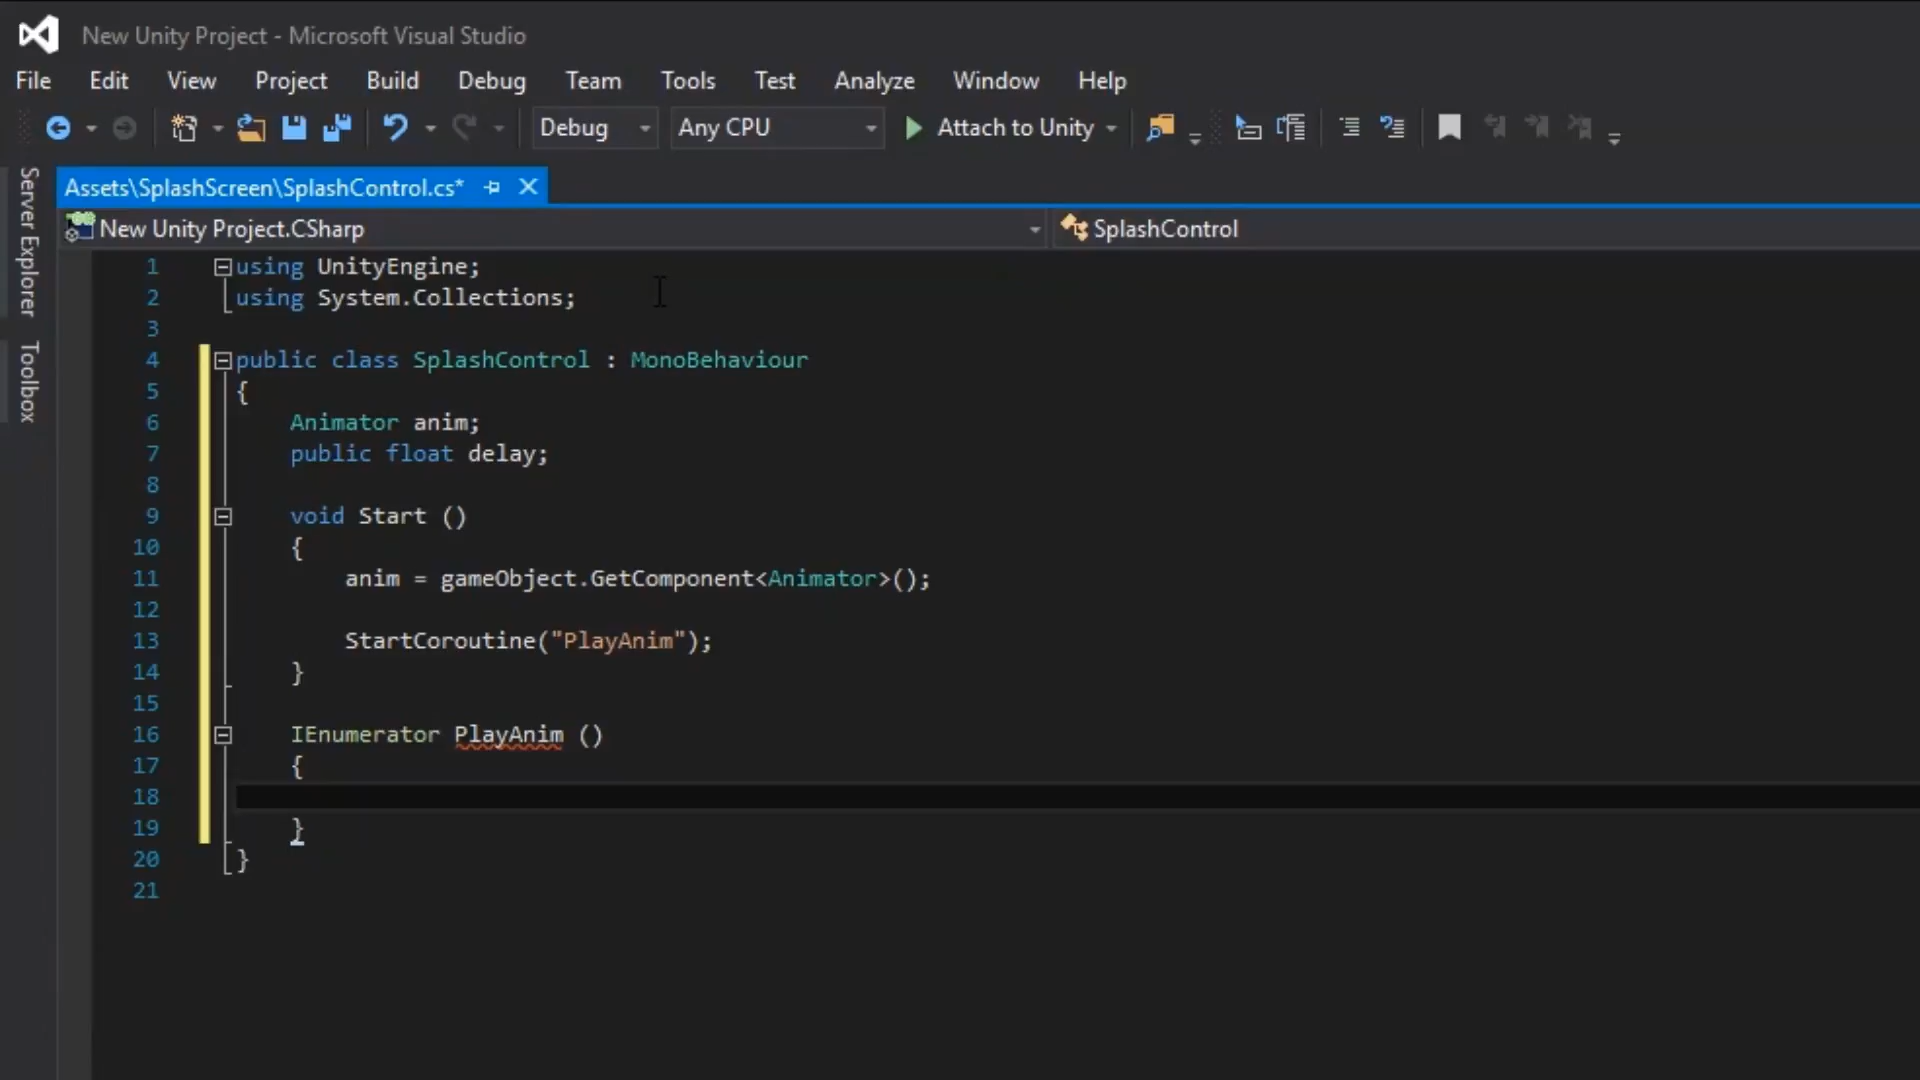 New Unity Project - Microsoft Visual Studio
File Edit View Project Build Debug Team Tools Test Analyze Window Help
Debug Any CPU Attach to Unity
Server Explorer
Toolbox
Assets\SplashScreen\SplashControl.cs*
New Unity Project.CSharp SplashControl
1 using UnityEngine;
2 using System.Collections;
3
4 public class SplashControl : MonoBehaviour
5 {
6 Animator anim;
7 public float delay;
8
9 void Start ()
10 {
11 anim = gameObject.GetComponent<Animator>();
12
13 StartCoroutine("PlayAnim");
14 }
15
16 IEnumerator PlayAnim ()
17 {
18
19 }
20 }
21